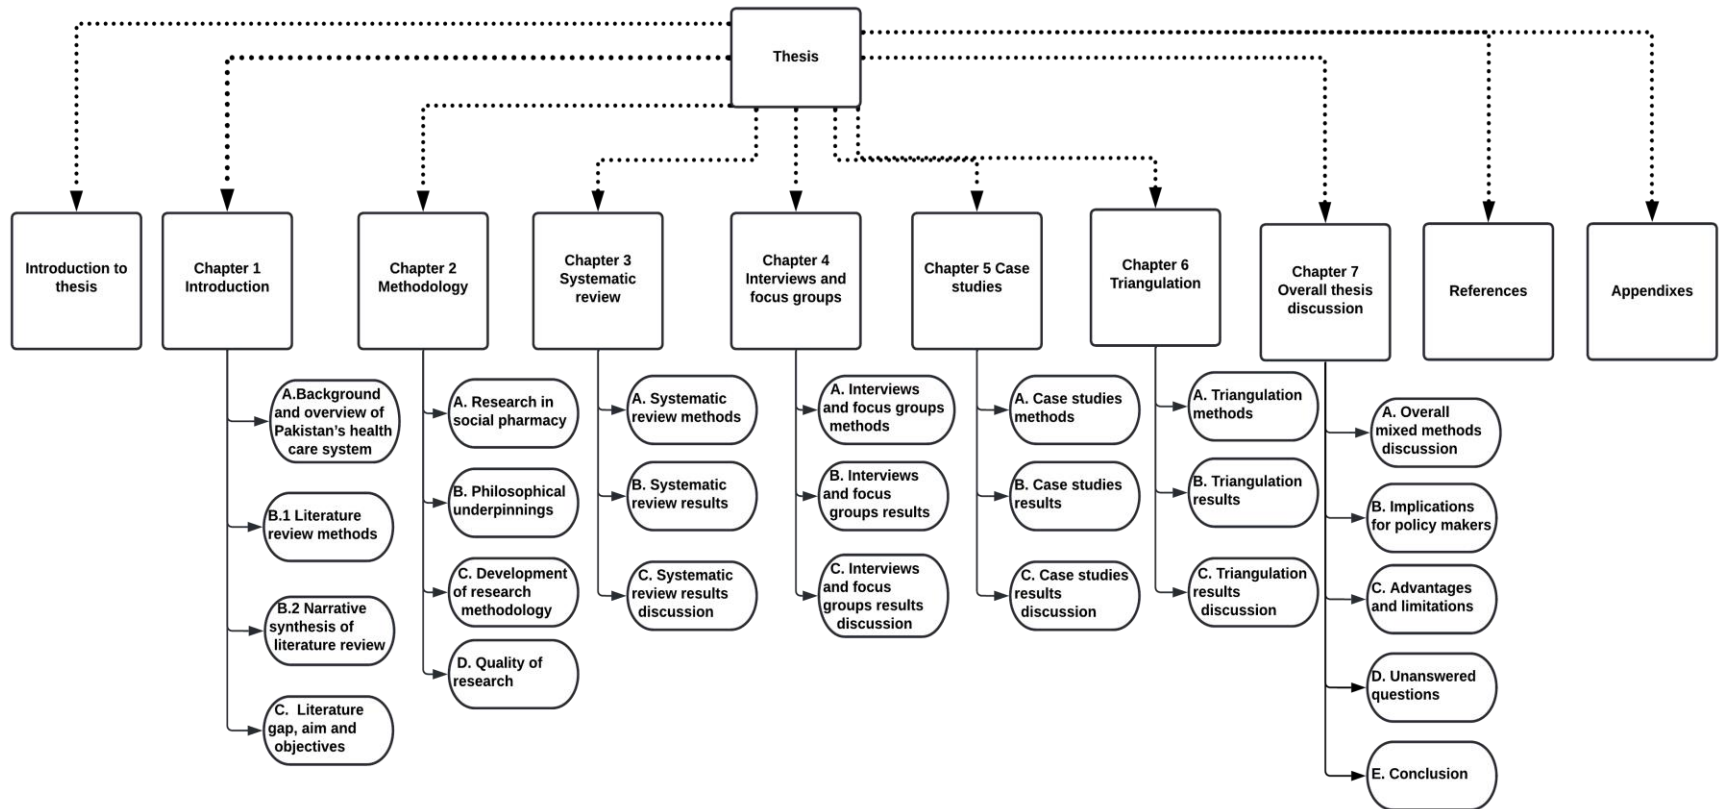 Thesis
Introduction to
thesis
Chapter 1
Introduction
Chapter 2
Methodology
Chapter 3
Systematic
review
Chapter 4
Interviews and
focus groups
Chapter 5 Case
studies
Chapter 6
Triangulation
Chapter 7
Overall thesis
discussion
References
Appendixes
A.Background
and overview of
Pakistan's health
care system
B.1 Literature
review methods
B.2 Narrative
synthesis of
literature review
C. Literature
gap, aim and
objectives
A. Research in
social pharmacy
B. Philosophical
underpinnings
C. Development
of research
methodology
D. Quality of
research
A. Systematic
review methods
B. Systematic
review results
C. Systematic
review results
discussion
A. Interviews
and focus groups
methods
B. Interviews
and focus
groups results
C. Interviews
and focus
groups results
discussion
A. Case studies
methods
B. Case studies
results
C. Case studies
results
discussion
A. Triangulation
methods
B. Triangulation
results
C. Triangulation
results
discussion
A. Overall
mixed methods
discussion
B. Implications
for policy makers
C. Advantages
and limitations
D. Unanswered
questions
E. Conclusion